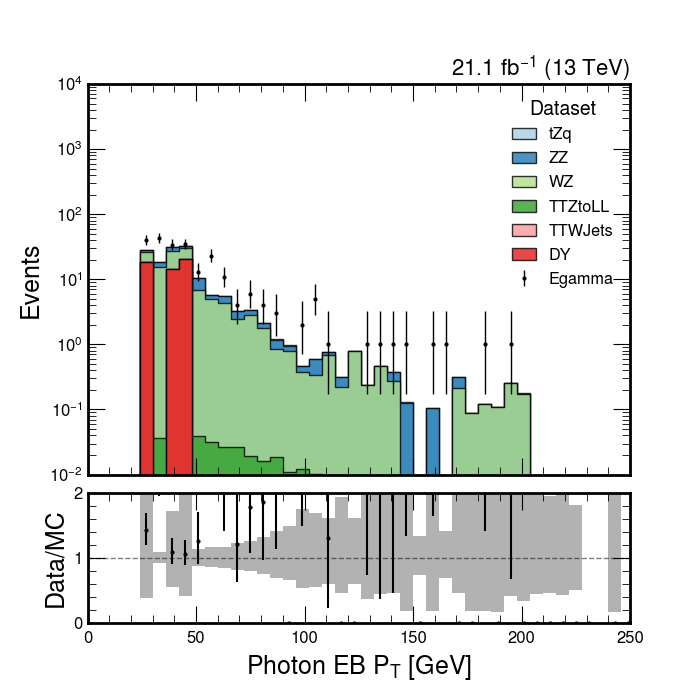 21.1 fb⁻¹ (13 TeV)
Events
10⁴
10³
10²
10¹
10⁰
10⁻¹
10⁻²
Dataset
tZq
ZZ
WZ
TTZtoLL
TTWJets
DY
Egamma
Data/MC
2
1
0
0 50 100 150 200 250
Photon EB P_T [GeV]